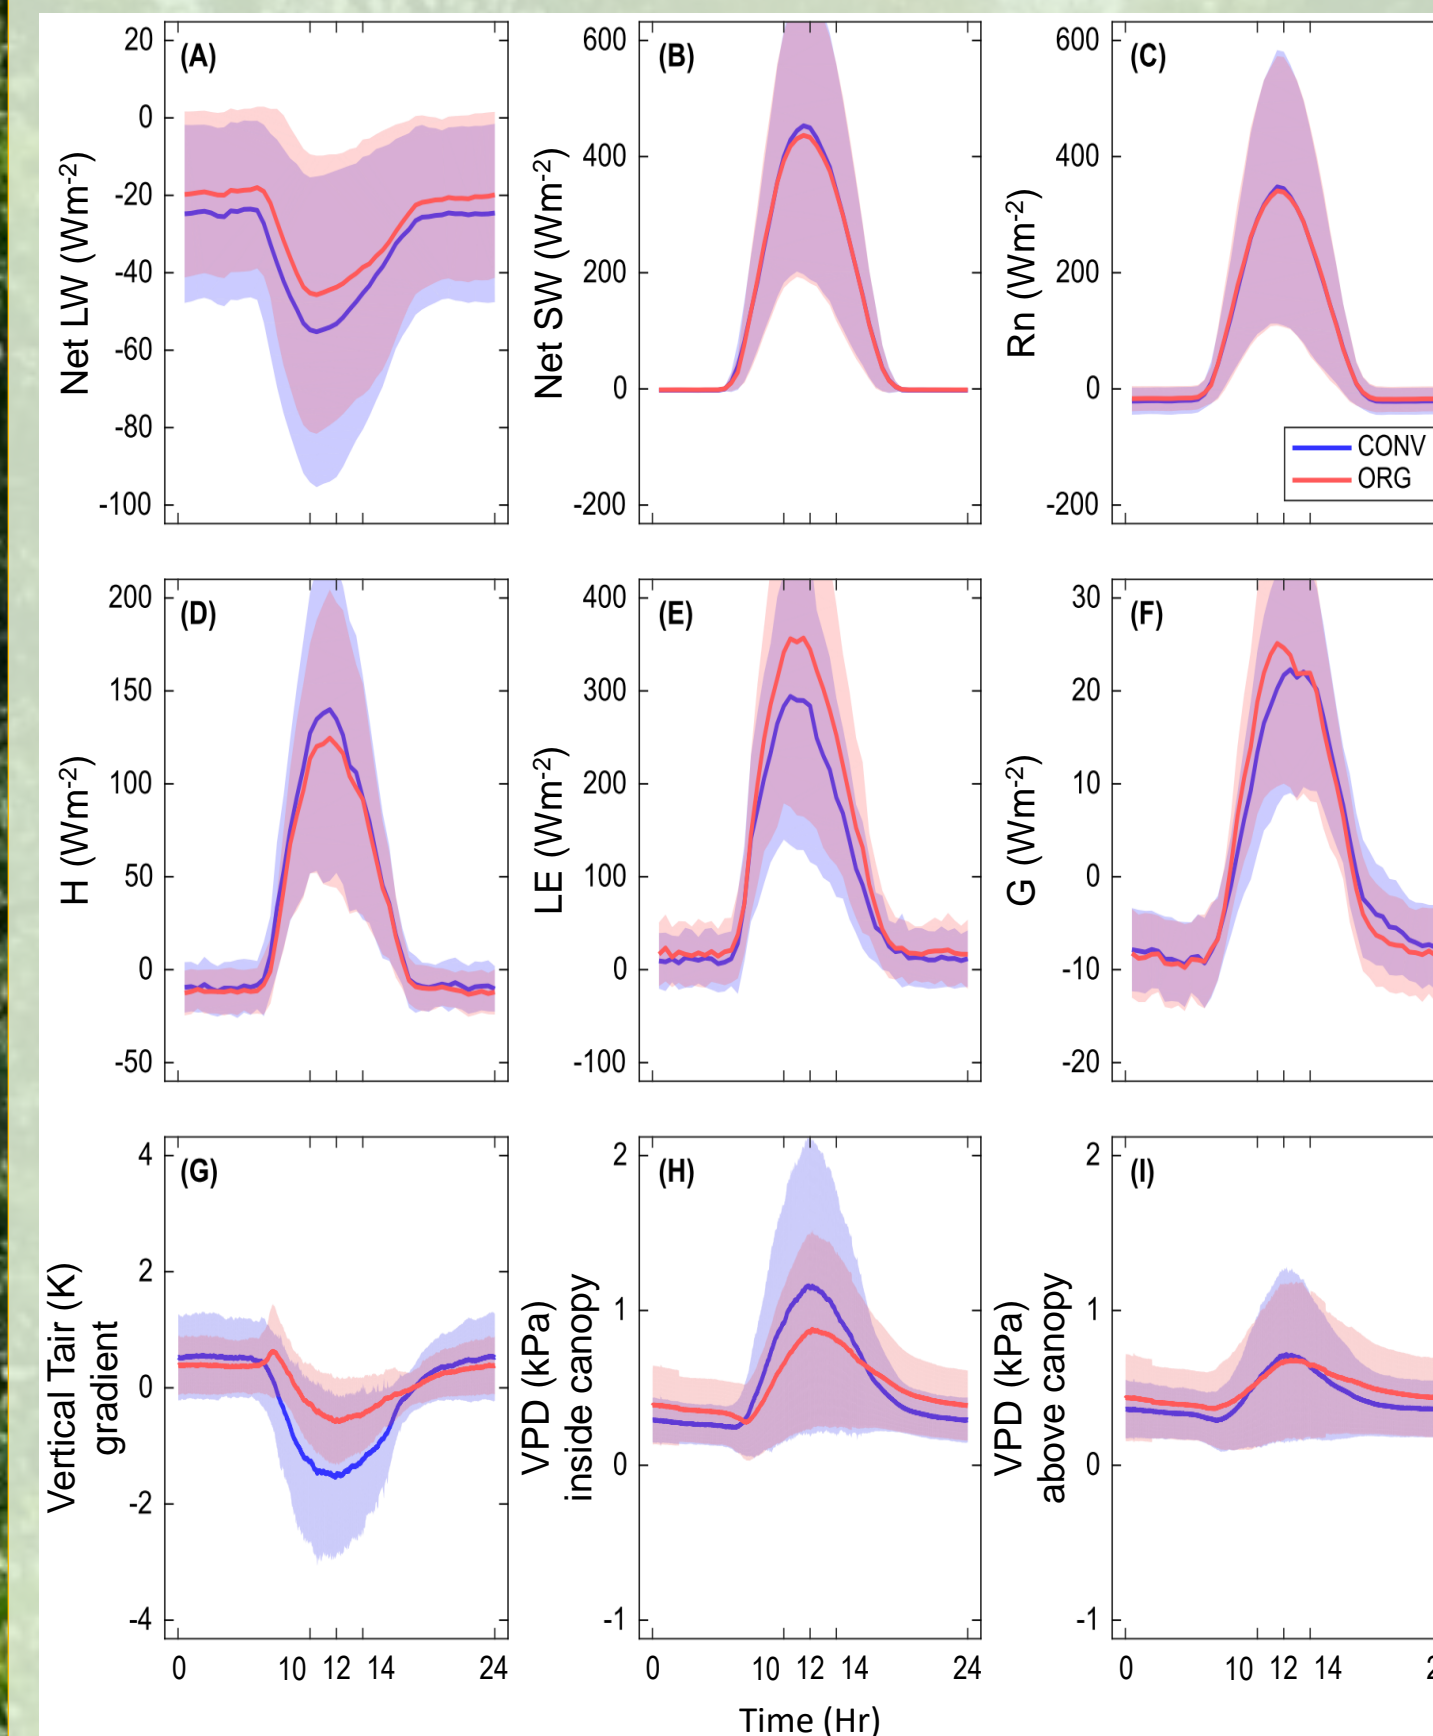 (A)
20
0
-20
-40
-60
-80
-100
Net LW (Wm-2)
(B)
600
400
200
0
-200
Net SW (Wm-2)
(C)
600
400
200
0
-200
Rn (Wm-2)
CONV
ORG
(D)
200
150
100
50
0
-50
H (Wm-2)
(E)
400
300
200
100
0
-100
LE (Wm-2)
(F)
30
20
10
0
-10
-20
G (Wm-2)
(G)
4
2
0
-2
-4
Vertical Tair (K)
gradient
0 10 12 14 24
(H)
2
1
0
-1
VPD (kPa)
inside canopy
0 10 12 14 24
(I)
2
1
0
-1
VPD (kPa)
above canopy
0 10 12 14
Time (Hr)